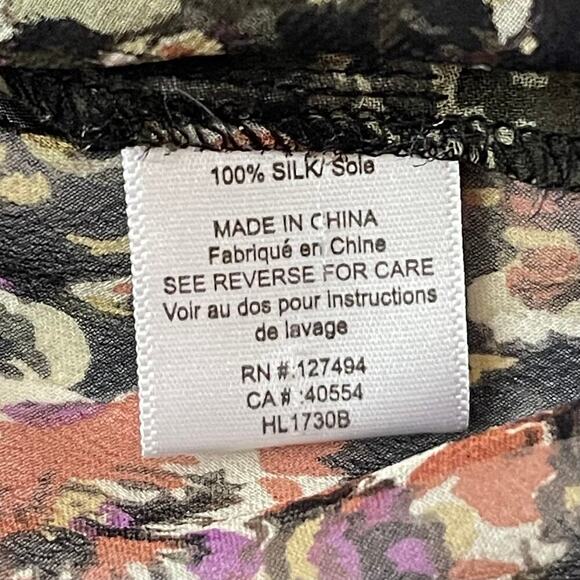 100% SILK/ Soie
MADE IN CHINA
Fabriqué en Chine
SEE REVERSE FOR CARE
Voir au dos pour instructions
de lavage
RN #:127494
CA # :40554
HL1730B